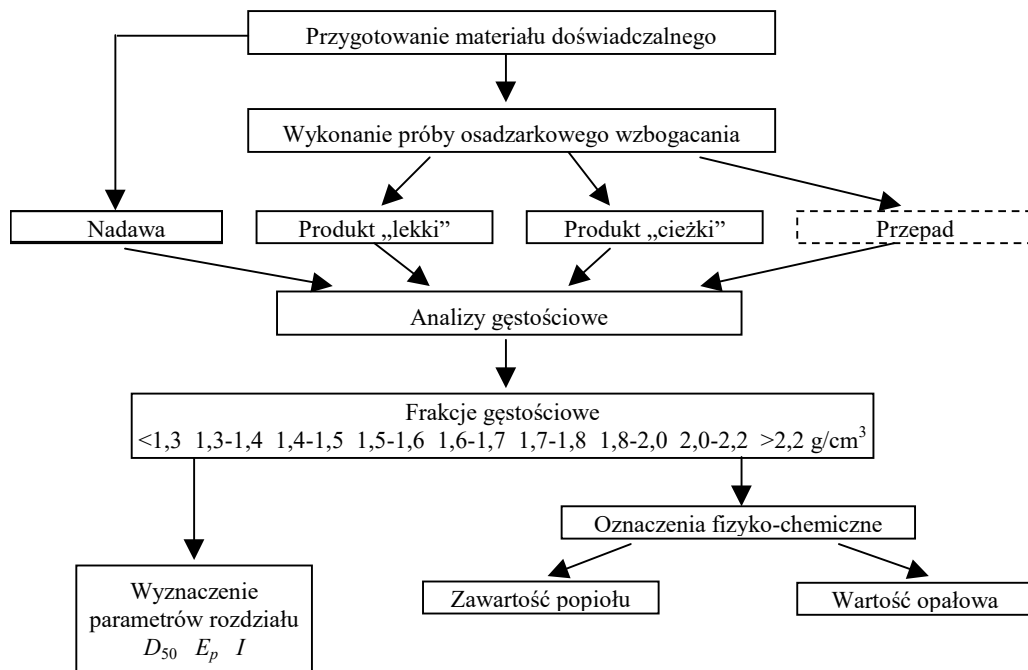 Przygotowanie materiału doświadczalnego
Wykonanie próby osadzarkowego wzbogacania
Nadawa
Produkt „lekki”
Produkt „cieżki”
Przepad
Analizy gęstościowe
Frakcje gęstościowe
<1,3 1,3-1,4 1,4-1,5 1,5-1,6 1,6-1,7 1,7-1,8 1,8-2,0 2,0-2,2 >2,2 g/cm³
Oznaczenia fizyko-chemiczne
Wyznaczenie
parametrów rozdziału
D₅₀ Eₚ I
Zawartość popiołu
Wartość opałowa